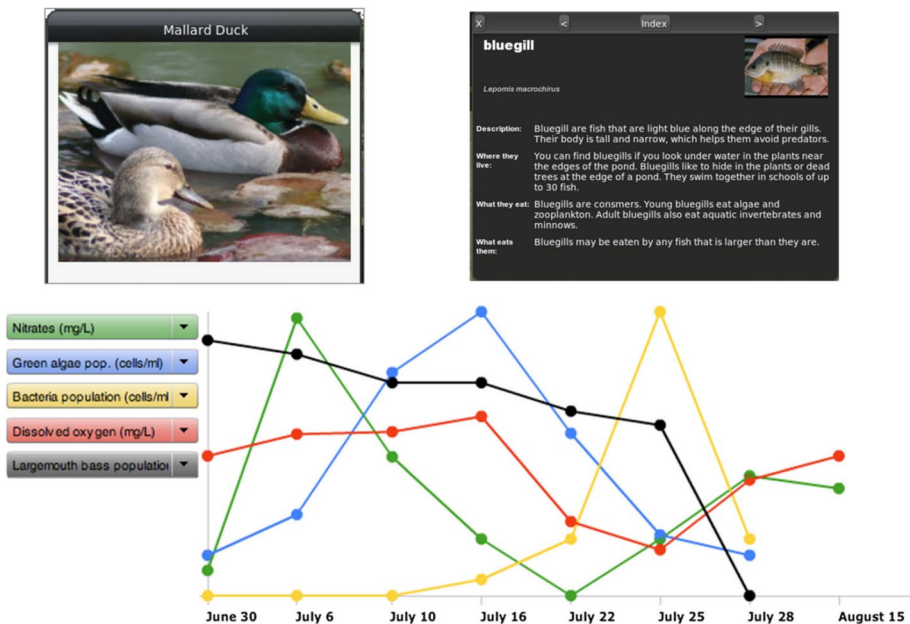 Mallard Duck
X < Index >
bluegill
Lepomis macrochirus
Description: Bluegill are fish that are light blue along the edge of their gills.
Their body is tall and narrow, which helps them avoid predators.
Where they live: You can find bluegills if you look under water in the plants near
the edges of the pond. Bluegills like to hide in the plants or dead
trees at the edge of a pond. They swim together in schools of up
to 30 fish.
What they eat: Bluegills are consmers. Young bluegills eat algae and
zooplankton. Adult bluegills also eat aquatic invertebrates and
minnows.
What eats them: Bluegills may be eaten by any fish that is larger than they are.
Nitrates (mg/L)
Green algae pop. (cells/ml)
Bacteria population (cells/ml
Dissolved oxygen (mg/L)
Largemouth bass population
June 30 July 6 July 10 July 16 July 22 July 25 July 28 August 15